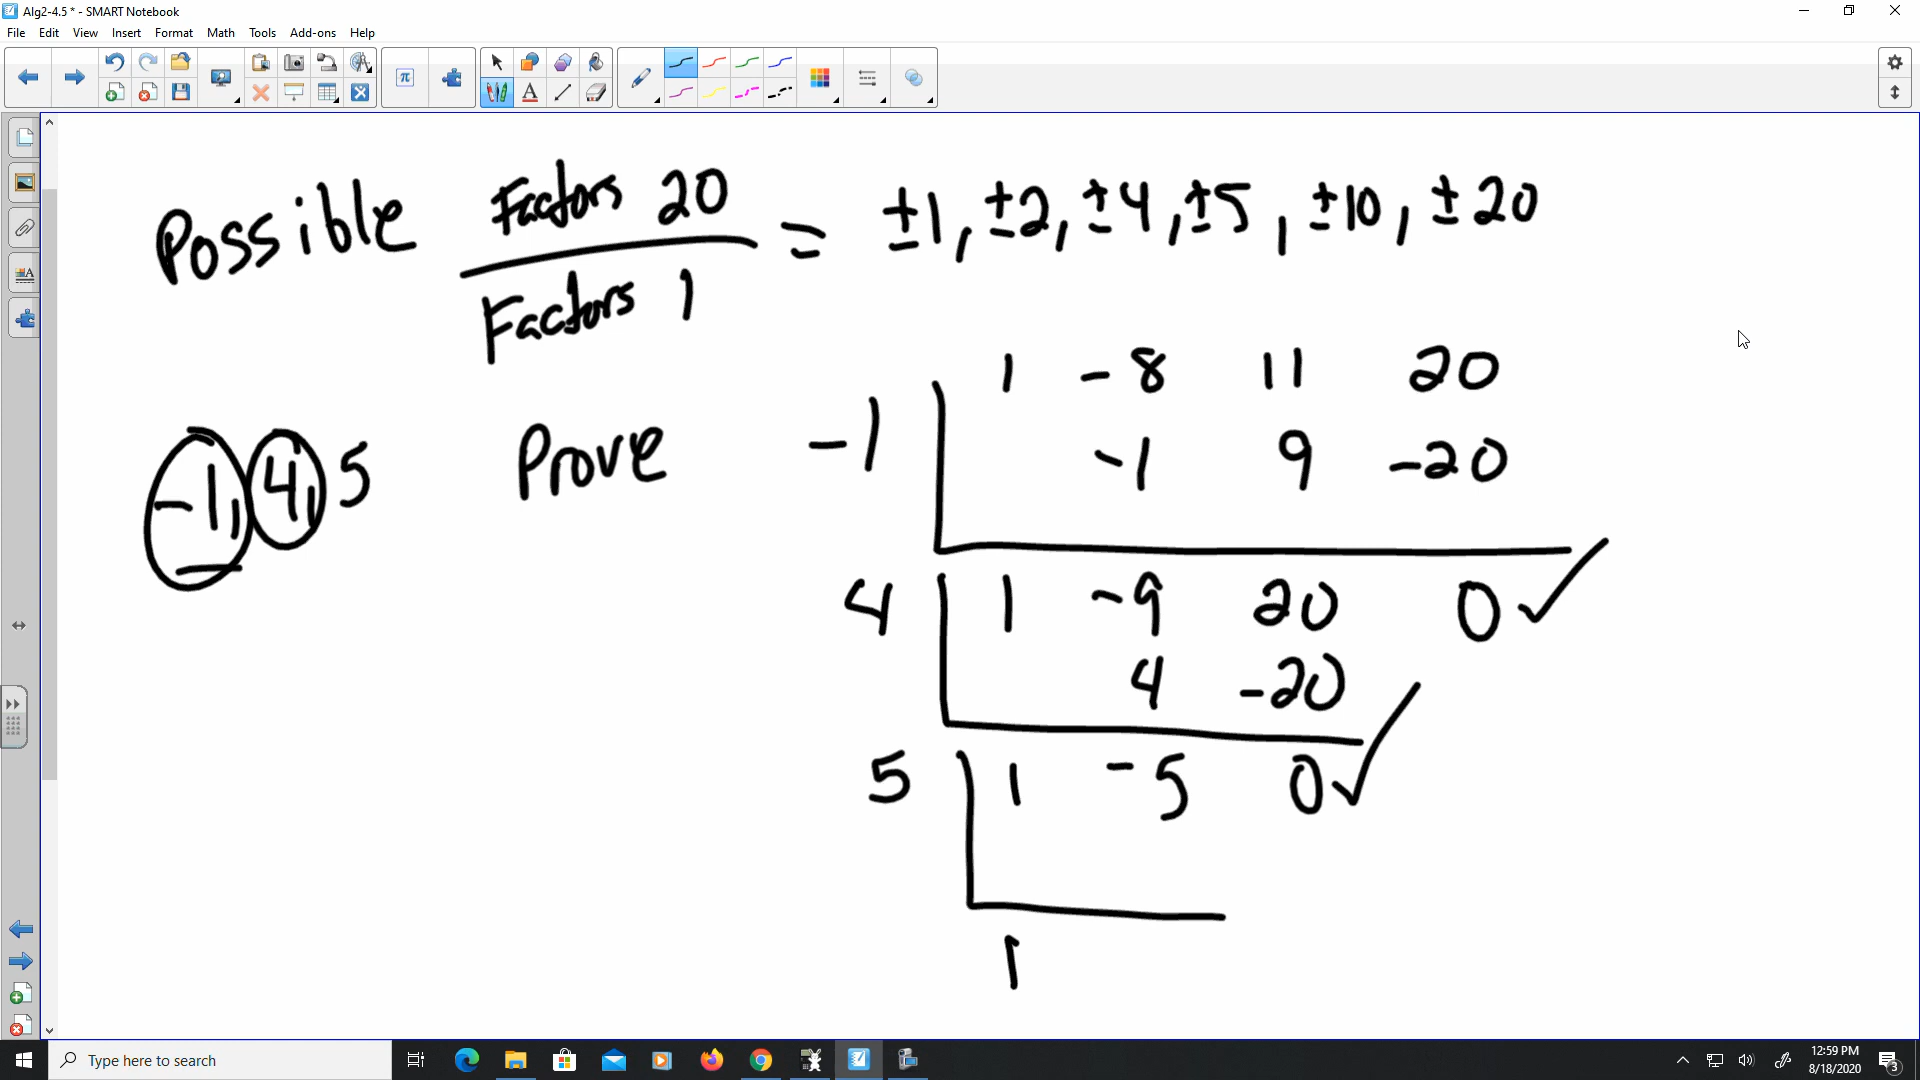 Alg2-4.5 * - SMART Notebook
File Edit View Insert Format Math Tools Add-ons Help
Possible Factors 20 = ±1, ±2, ±4, ±5, ±10, ±20
Factors 1
1 -8 11 20
-1, 4, 5 Prove -1
-1 9 -20
4 1 -9 20 0 ✓
4 -20
5 1 -5 0 ✓
1
Type here to search
12:59 PM
8/18/2020
3